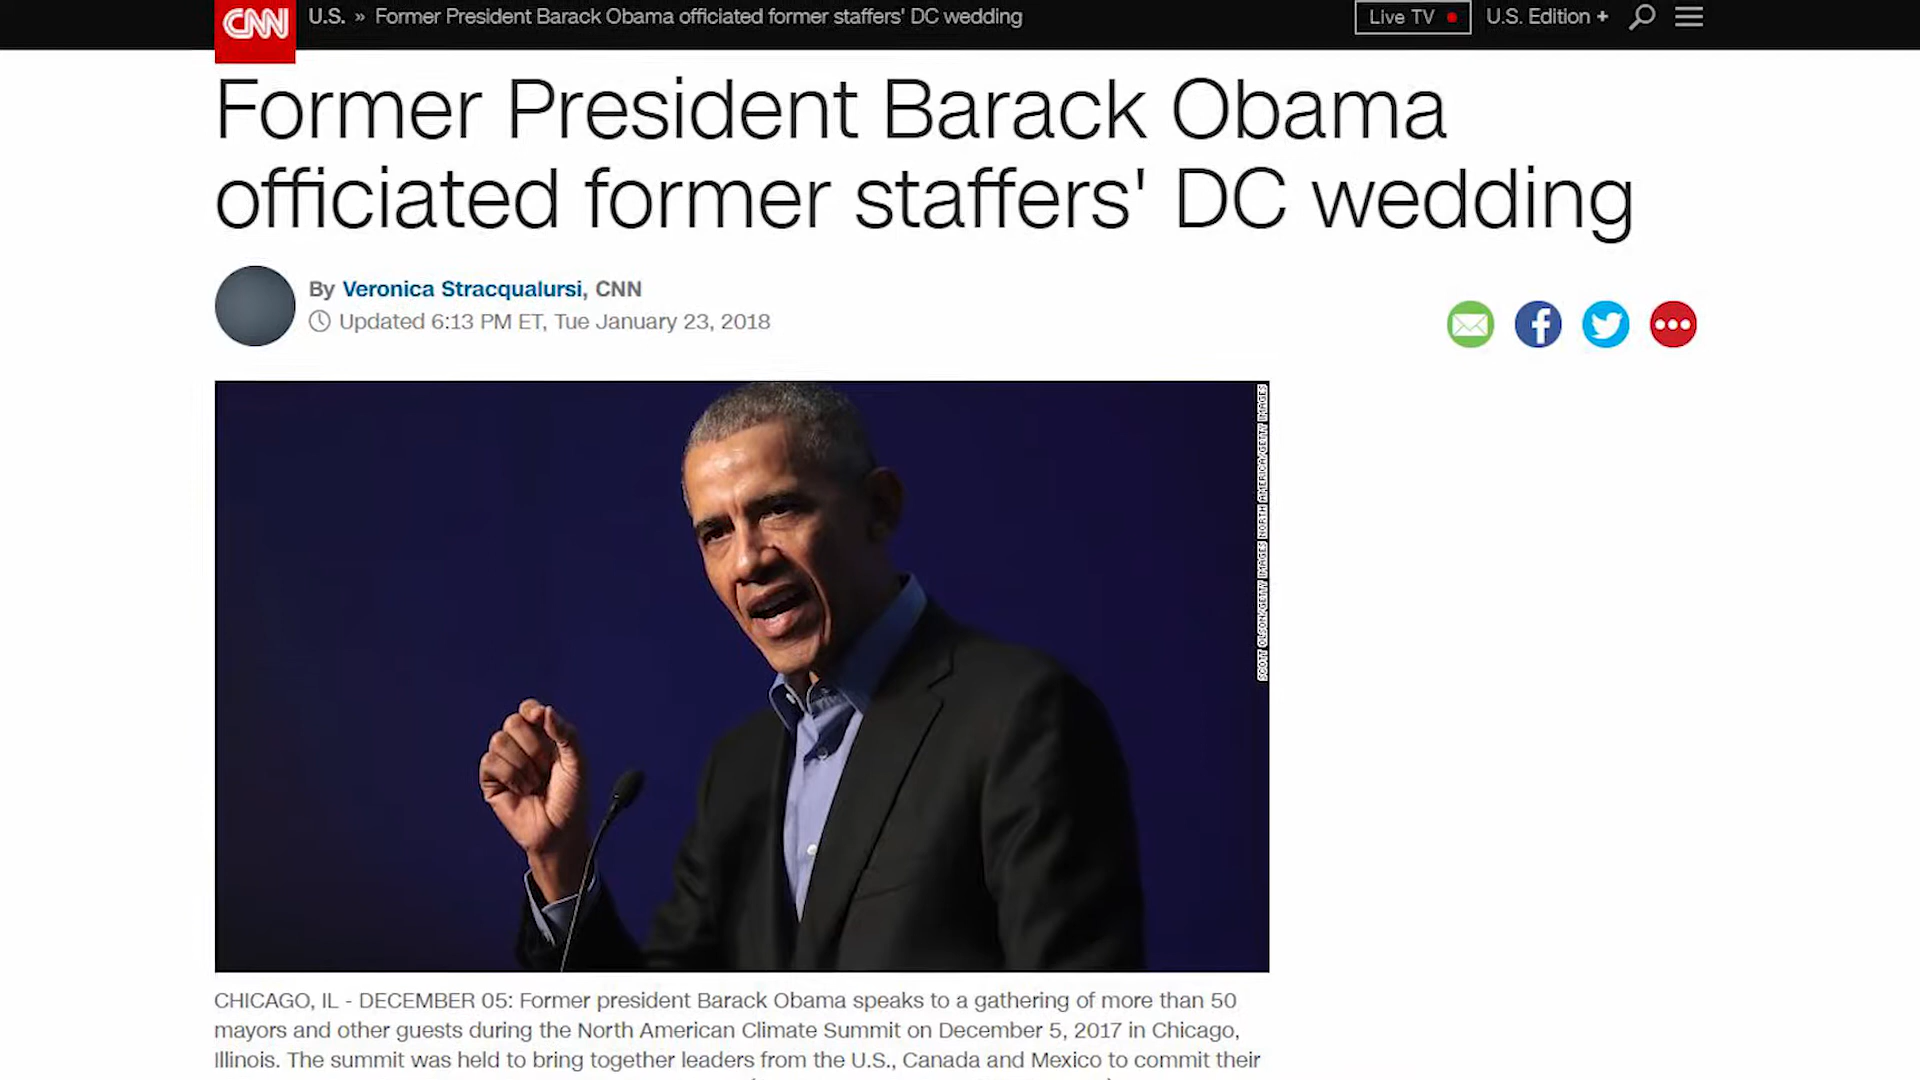 CNN
U.S. » Former President Barack Obama officiated former staffers' DC wedding
Live TV
U.S. Edition +
Former President Barack Obama
officiated former staffers' DC wedding
By Veronica Stracqualursi, CNN
Updated 6:13 PM ET, Tue January 23, 2018
SCOTT OLSON/GETTY IMAGES NORTH AMERICA/GETTY IMAGES
CHICAGO, IL - DECEMBER 05: Former president Barack Obama speaks to a gathering of more than 50
mayors and other guests during the North American Climate Summit on December 5, 2017 in Chicago,
Illinois. The summit was held to bring together leaders from the U.S., Canada and Mexico to commit their